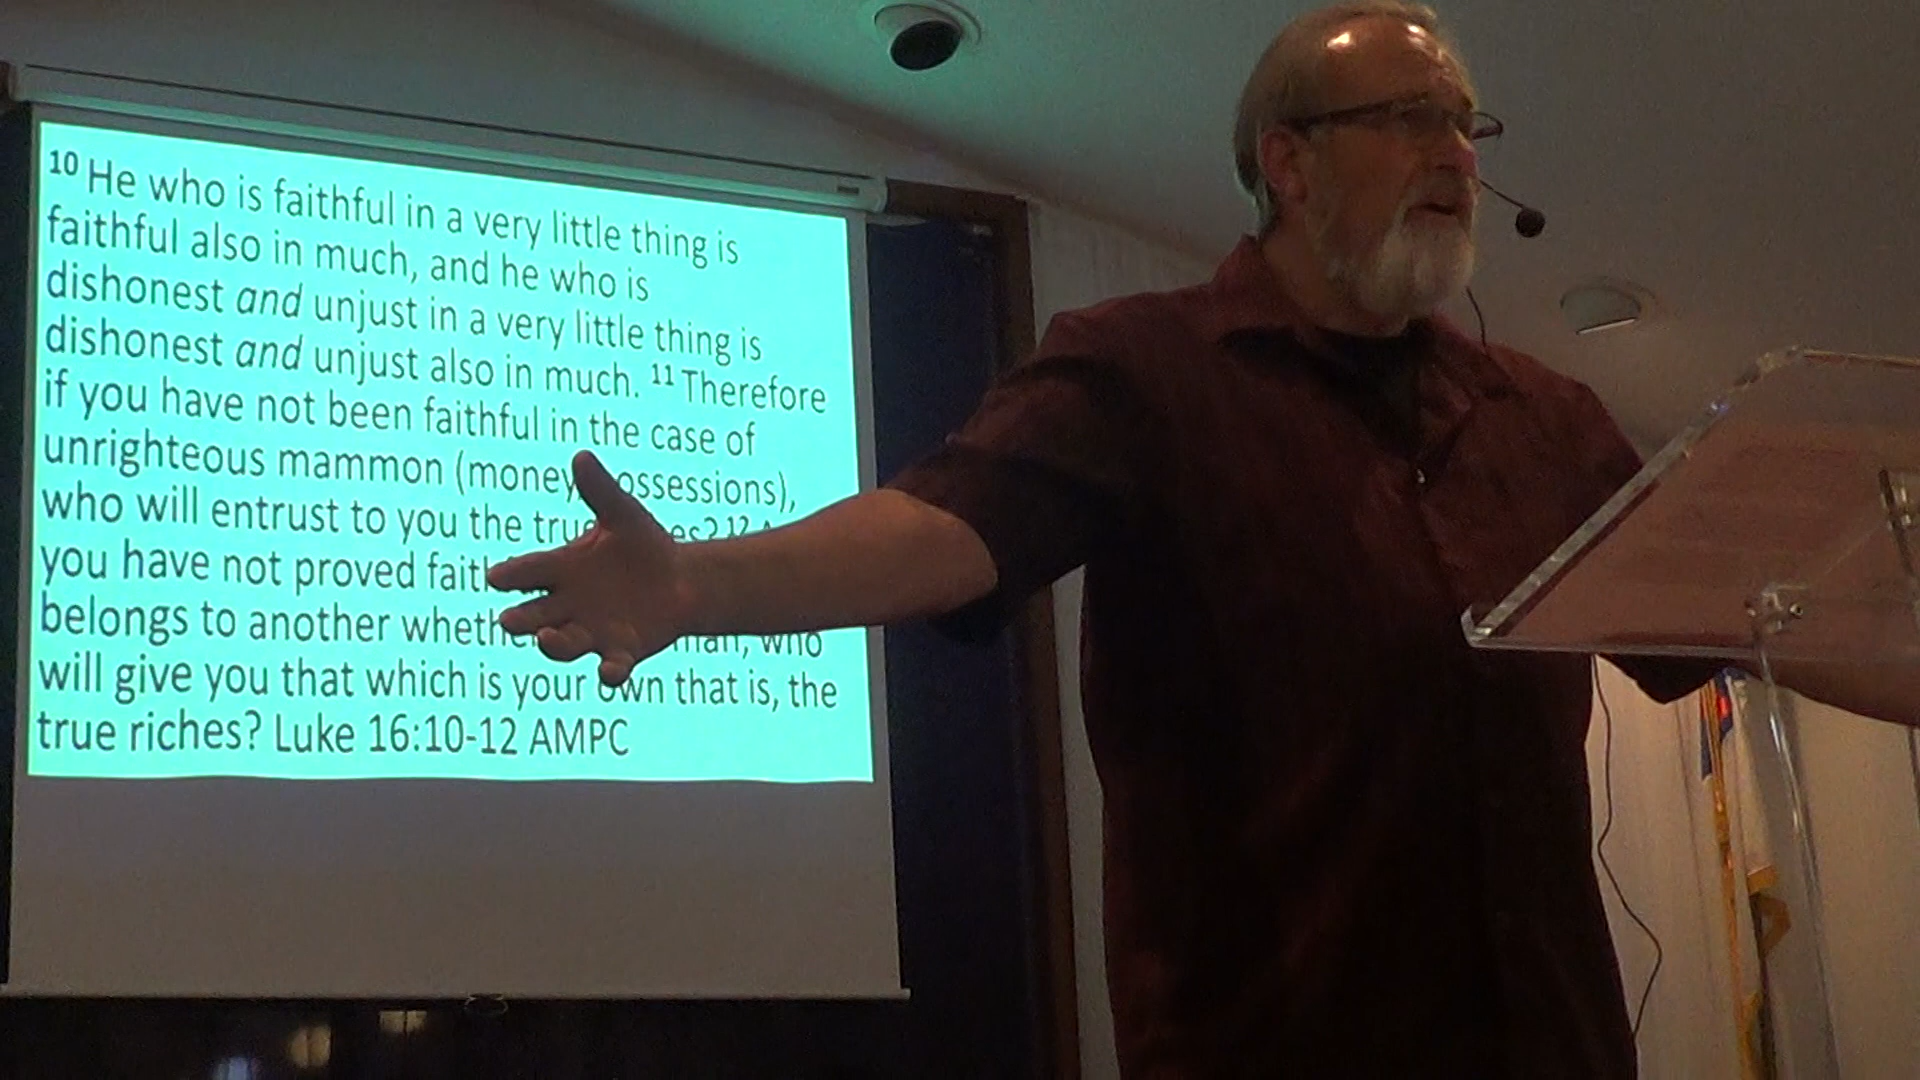 10 He who is faithful in a very little thing is
faithful also in much, and he who is
dishonest and unjust in a very little thing is
dishonest and unjust also in much. 11 Therefore
if you have not been faithful in the case of
unrighteous mammon (money
who will entrust to you the 12
you have not proved
belongs to another who
will give you that which is your own that is, the
true riches? Luke 16:10-12 AMPC